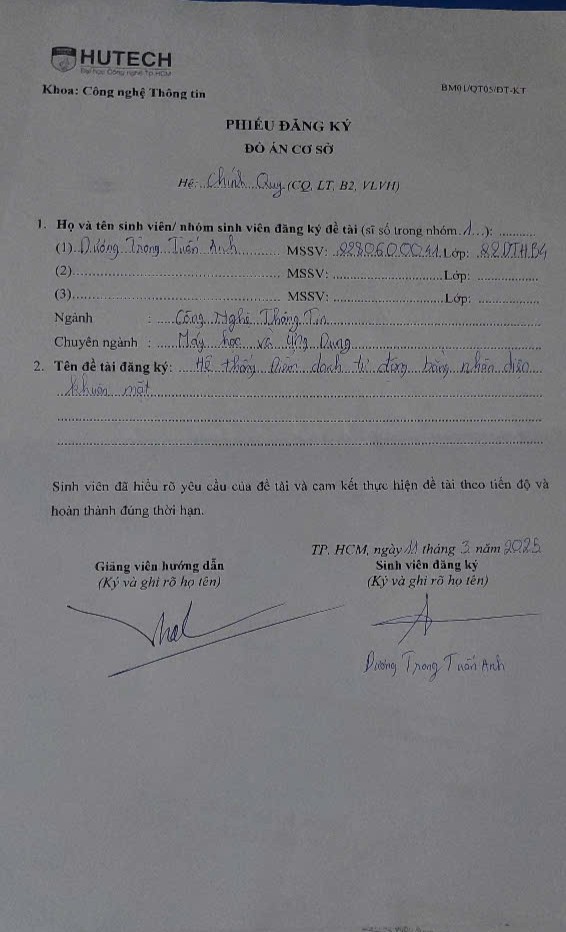 HUTECH
Đại học Công nghệ Tp.HCM
Khoa: Công nghệ Thông tin
BM01/QT05/ĐT-KT
PHIẾU ĐĂNG KÝ
ĐỒ ÁN CƠ SỞ
Hệ: Chính Quy (CQ, LT, B2, VLVH)
1. Họ và tên sinh viên/ nhóm sinh viên đăng ký đề tài (sĩ số trong nhóm 1 ): ..........
(1) Dương Trọng Tuấn Anh MSSV: 2280600041 Lớp: 22DTHB4
(2) MSSV: Lớp:
(3) MSSV: Lớp:
Ngành : Công Nghệ Thông Tin
Chuyên ngành : Máy học và Ứng Dụng
2. Tên đề tài đăng ký: Hệ thống điểm danh tự động bằng nhận diện
khuôn mặt
Sinh viên đã hiểu rõ yêu cầu của đề tài và cam kết thực hiện đề tài theo tiến độ và
hoàn thành đúng thời hạn.
TP. HCM, ngày 11 tháng 3 năm 2025
Giảng viên hướng dẫn
Sinh viên đăng ký
(Ký và ghi rõ họ tên)
(Ký và ghi rõ họ tên)
Dương Trọng Tuấn Anh